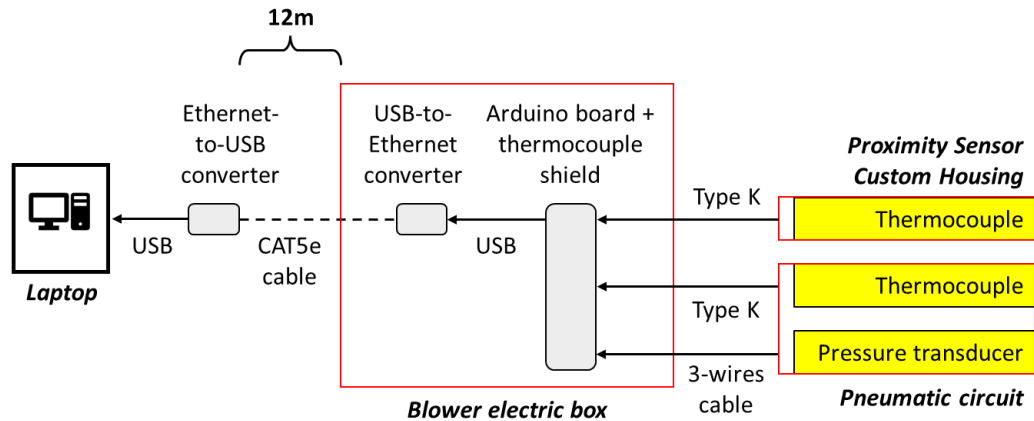 12m
Ethernet-
to-USB
converter
USB-to-
Ethernet
converter
Arduino board +
thermocouple
shield
Proximity Sensor
Custom Housing
Type K
Thermocouple
USB
CAT5e
cable
USB
Laptop
Thermocouple
Type K
Pressure transducer
3-wires
cable
Pneumatic circuit
Blower electric box